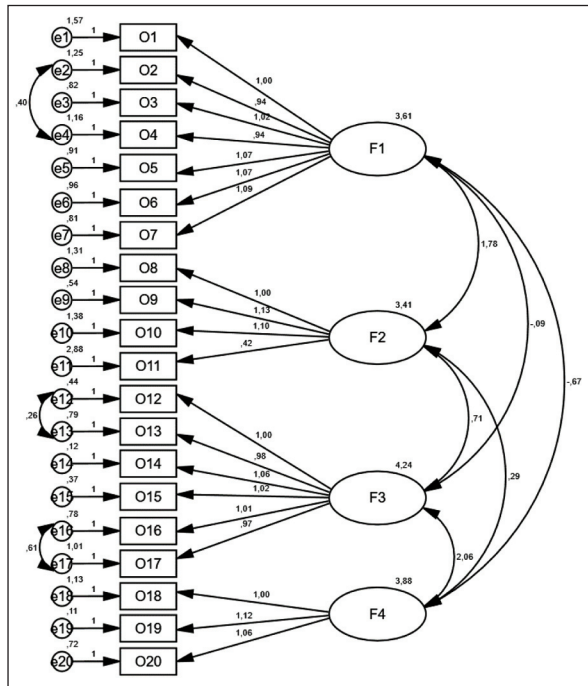 1,57
e1 1 O1
1,25
e2 1 O2
,82
e3 1 O3
,40
1,16
e4 1 O4
,91
e5 1 O5
,96
e6 1 O6
,81
e7 1 O7
1,31
e8 1 O8
,54
e9 1 O9
1,38
e10 1 O10
2,88
e11 1 O11
,44
e12 1 O12
,26
,79
e13 1 O13
,12
e14 1 O14
,37
e15 1 O15
,78
e16 1 O16
,61
1,01
e17 1 O17
1,13
e18 1 O18
,11
e19 1 O19
,72
e20 1 O20
1,00
,94
1,02
,94
1,07
1,07
1,09
3,61
F1
1,00
1,13
1,10
,42
3,41
F2
1,00
,98
1,06
1,02
1,01
,97
4,24
F3
1,00
1,12
1,06
3,88
F4
1,78
-,09
-,67
,71
,29
2,06